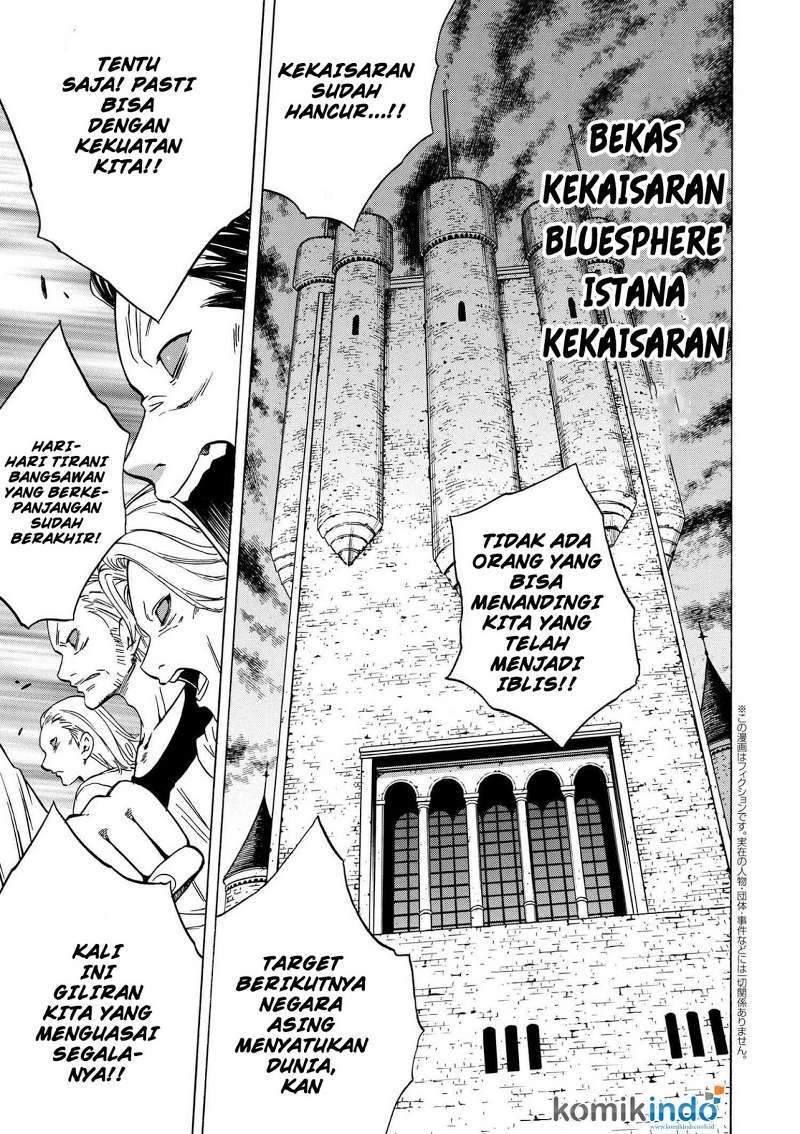 BEKAS
KEKAISARAN
BLUESPHERE
ISTANA
KEKAISARAN
KEKAISARAN
SUDAH
HANCUR...!!
TIDAK ADA
ORANG YANG
BISA
MENANDINGI
KITA YANG
TELAH
MENJADI
IBLIS!!
TARGET
BERIKUTNYA
NEGARA
ASING
MENYATUKAN
DUNIA,
KAN
TENTU
SAJA! PASTI
BISA
DENGAN
KEKUATAN
KITA!!
HARI-
HARI TIRANI
BANGSAWAN
YANG BERKE-
PANJANGAN
SUDAH
BERAKHIR!
KALI
INI
GILIRAN
KITA YANG
MENGUASAI
SEGALA-
NYA!!
※この漫画はフィクションです。実在の人物・団体・事件などには一切関係ありません。
komikindo
www.komikindo.web.id